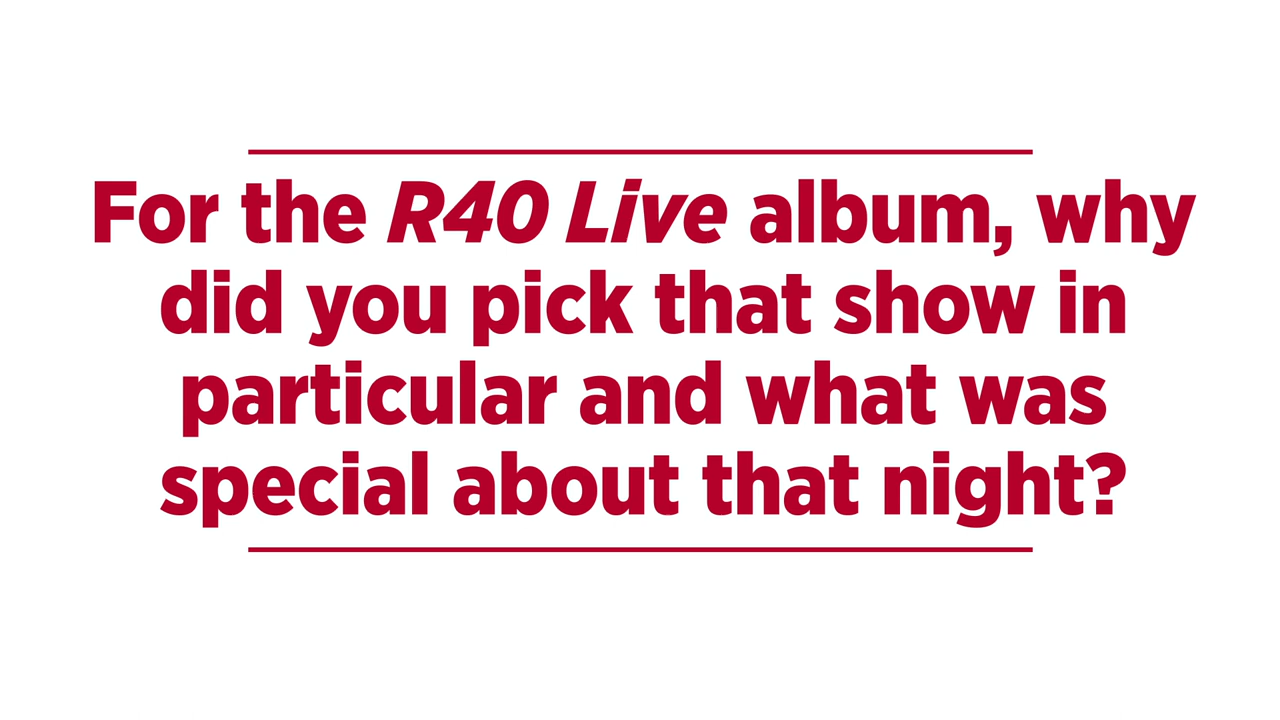 For the R40 Live album, why
did you pick that show in
particular and what was
special about that night?